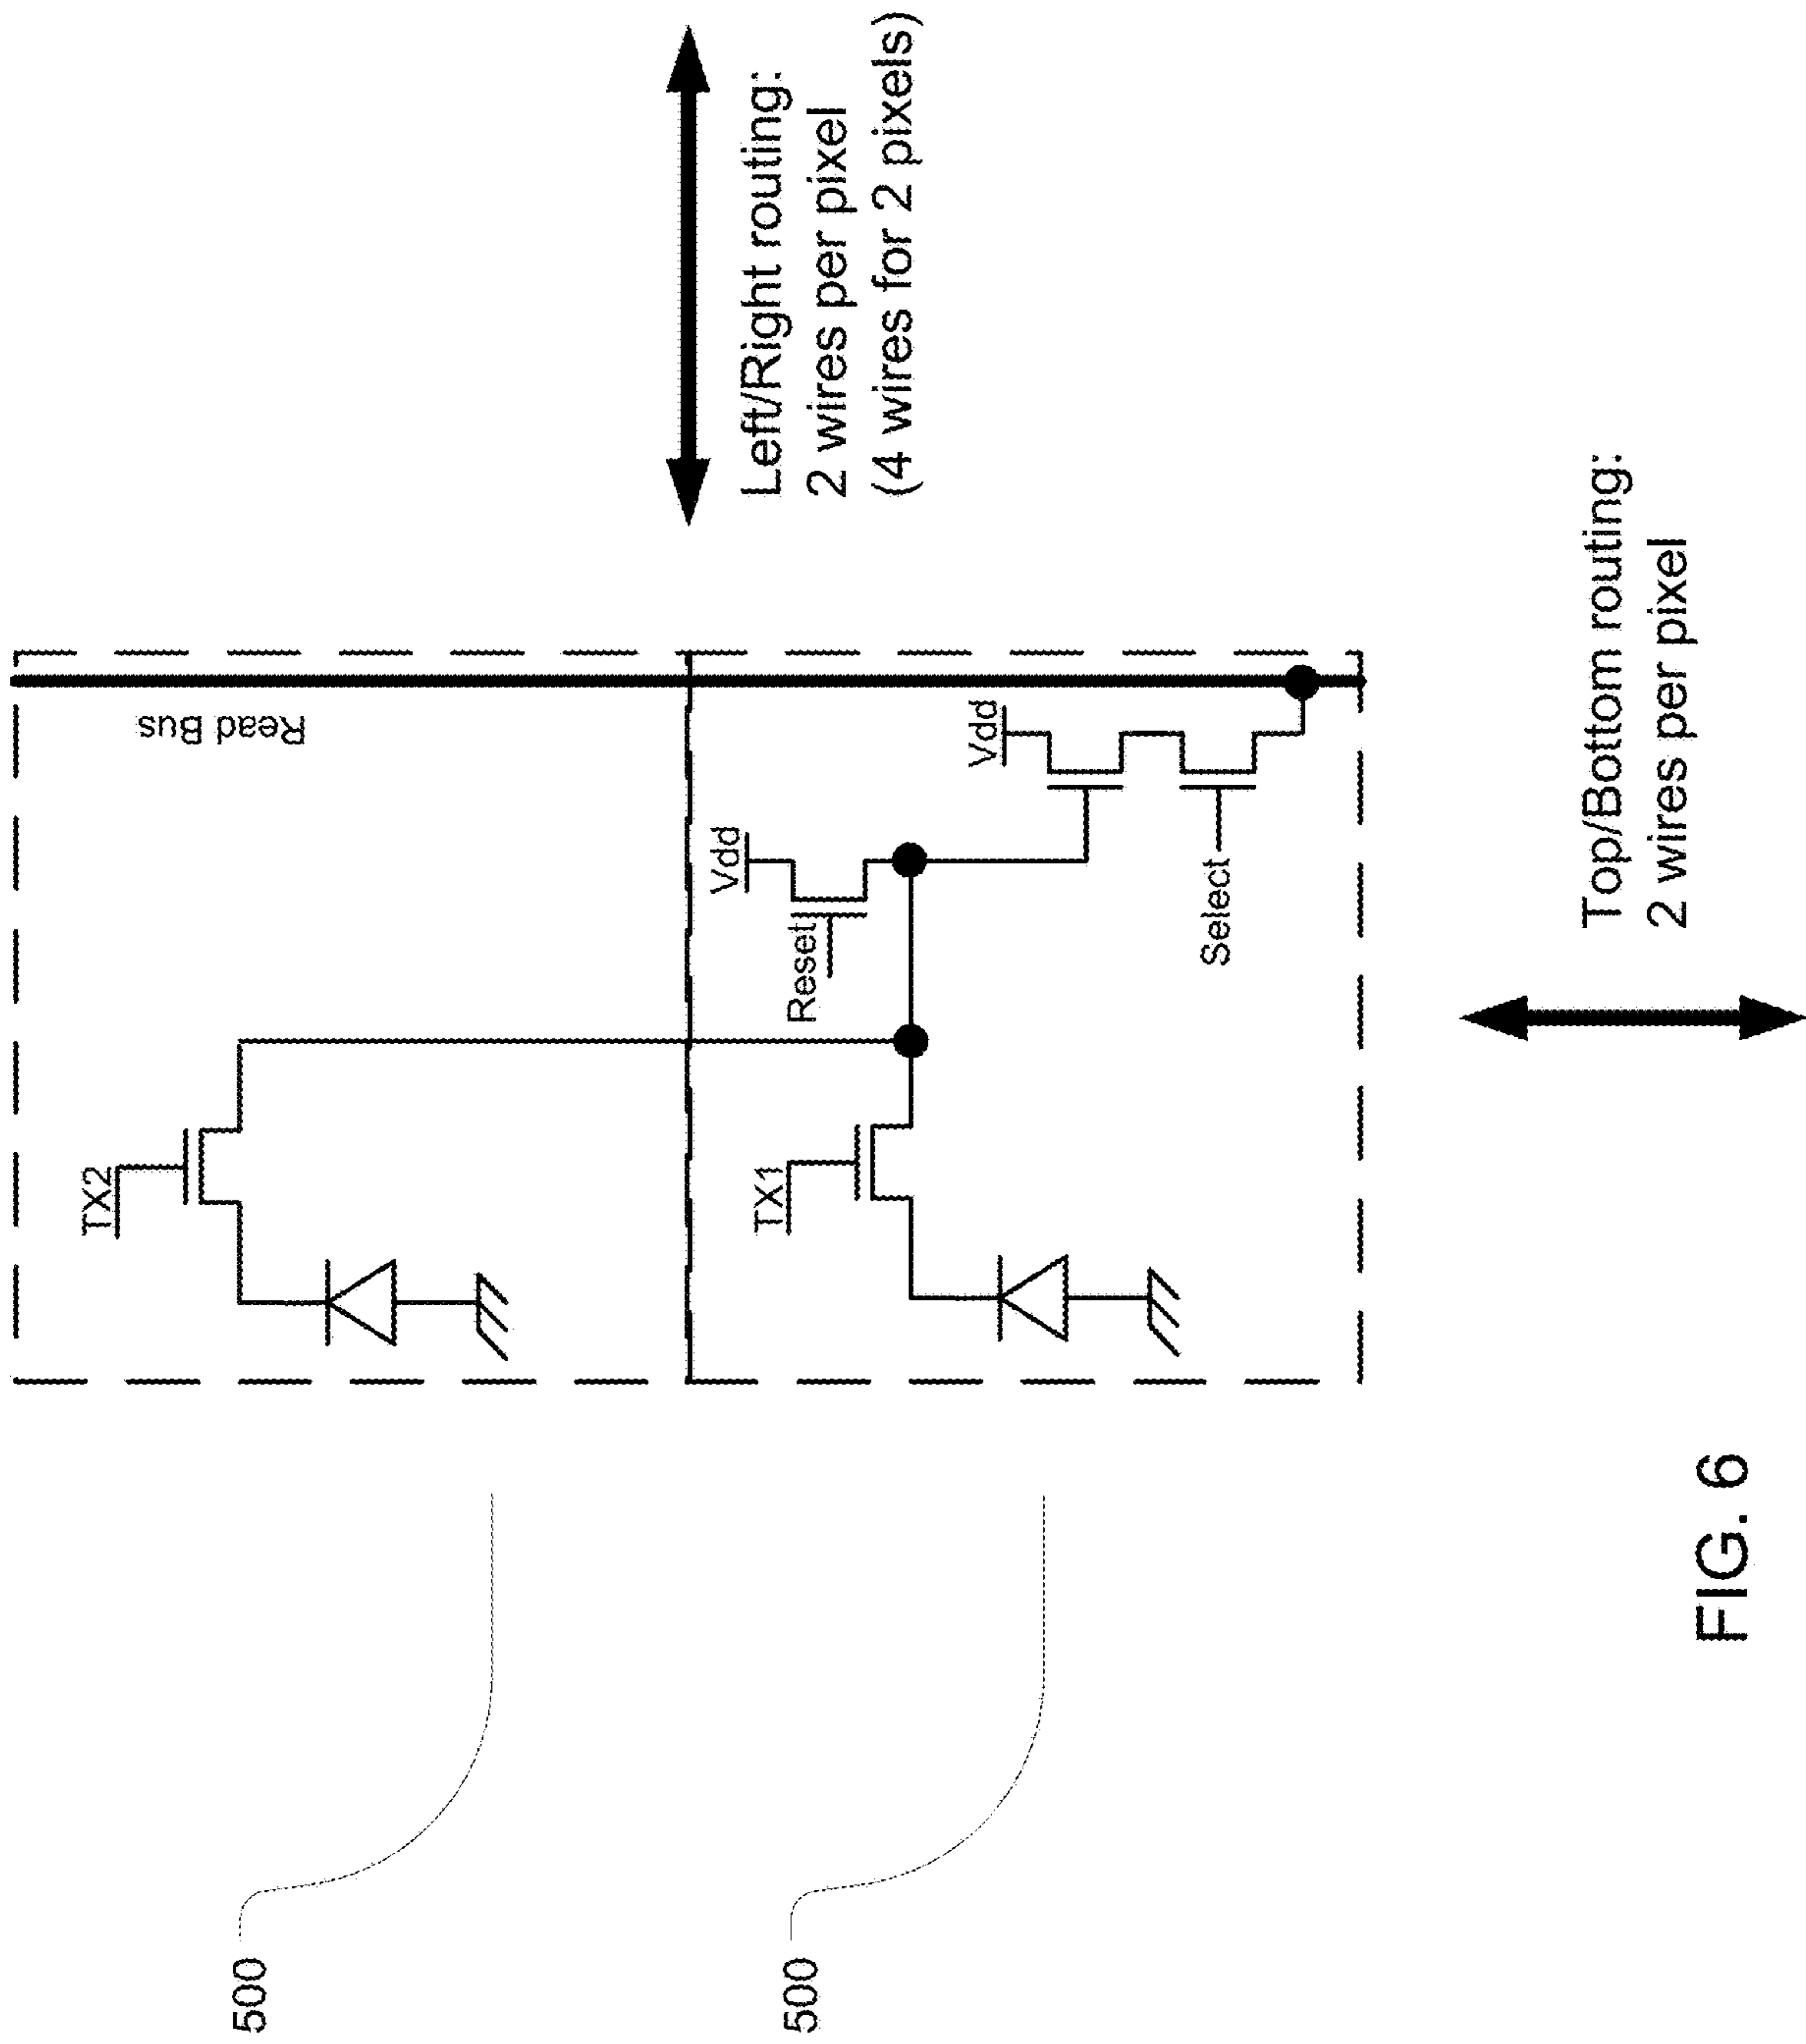 Read Bus
TX2
TX1
Vdd
Reset
Vdd
Select
Left/Right routing:
2 wires per pixel
(4 wires for 2 pixels)
Top/Bottom routing:
2 wires per pixel
500
500
FIG. 6